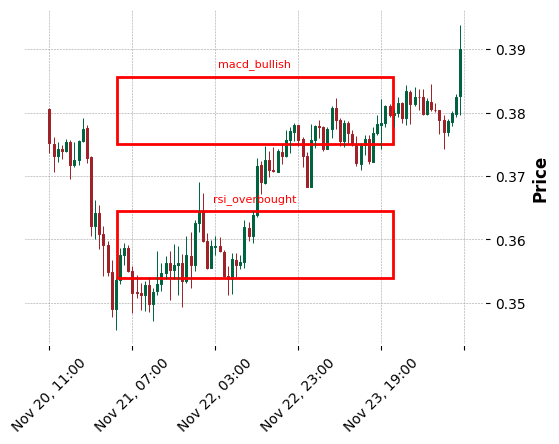 0.39
macd_bullish
0.38
0.37
rsi_overbought
0.36
0.35
Price
Nov 20, 11:00
Nov 21, 07:00
Nov 22, 03:00
Nov 22, 23:00
Nov 23, 19:00